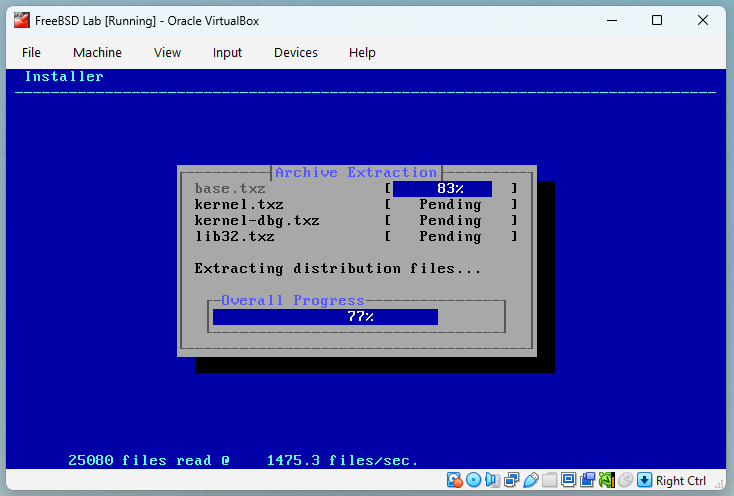 FreeBSD Lab [Running] - Oracle VirtualBox
File Machine View Input Devices Help
Installer
Archive Extraction
base.txz [ 83% ]
kernel.txz [ Pending ]
kernel-dbg.txz [ Pending ]
lib32.txz [ Pending ]
Extracting distribution files...
Overall Progress
77%
25080 files read @ 1475.3 files/sec.
Right Ctrl